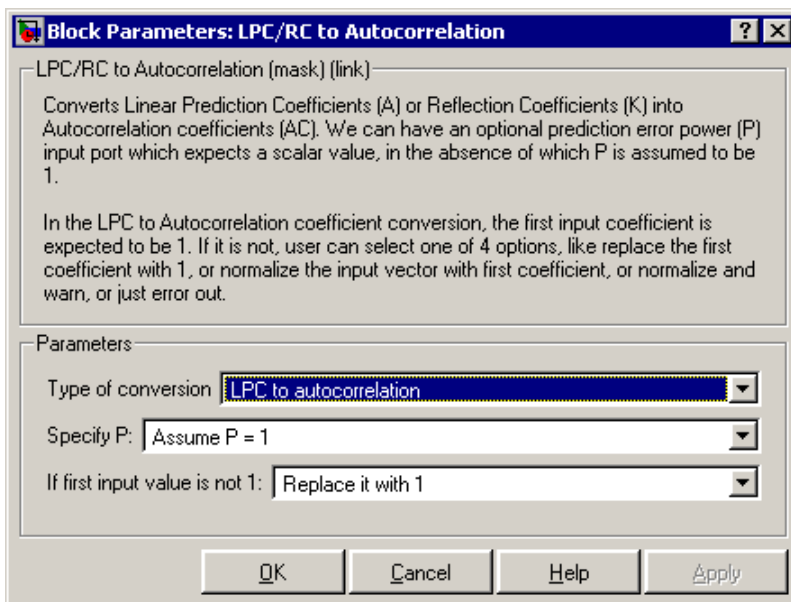 Block Parameters: LPC/RC to Autocorrelation
LPC/RC to Autocorrelation (mask) (link)
Converts Linear Prediction Coefficients (A) or Reflection Coefficients (K) into
Autocorrelation coefficients (AC). We can have an optional prediction error power (P)
input port which expects a scalar value, in the absence of which P is assumed to be
1.
In the LPC to Autocorrelation coefficient conversion, the first input coefficient is
expected to be 1. If it is not, user can select one of 4 options, like replace the first
coefficient with 1, or normalize the input vector with first coefficient, or normalize and
warn, or just error out.
Parameters
Type of conversion LPC to autocorrelation
Specify P: Assume P = 1
If first input value is not 1: Replace it with 1
OK Cancel Help Apply